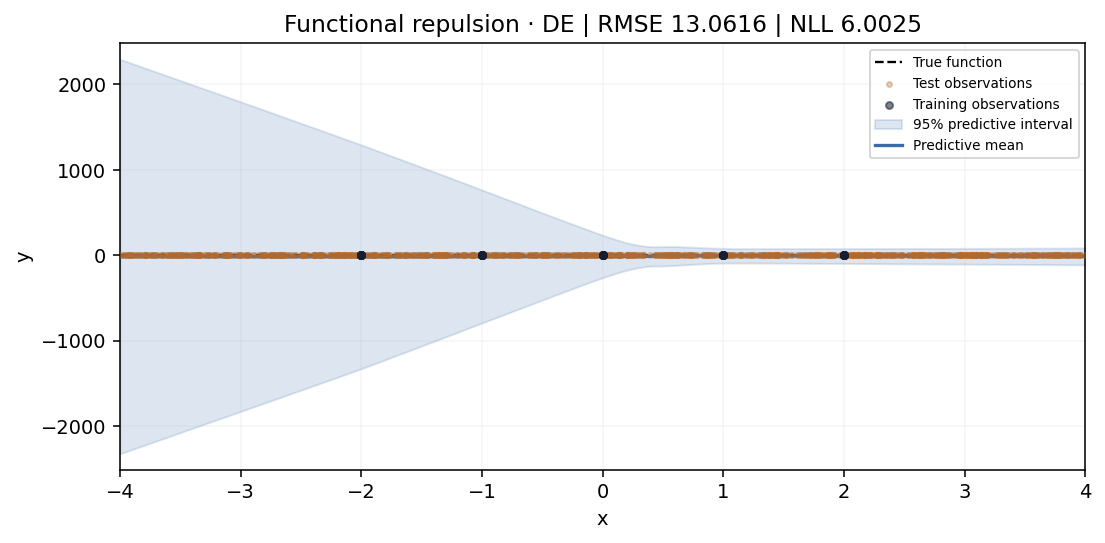 Functional repulsion · DE | RMSE 13.0616 | NLL 6.0025
True function
Test observations
Training observations
95% predictive interval
Predictive mean
2000
1000
0
−1000
−2000
y
−4
−3
−2
−1
0
1
2
3
4
x